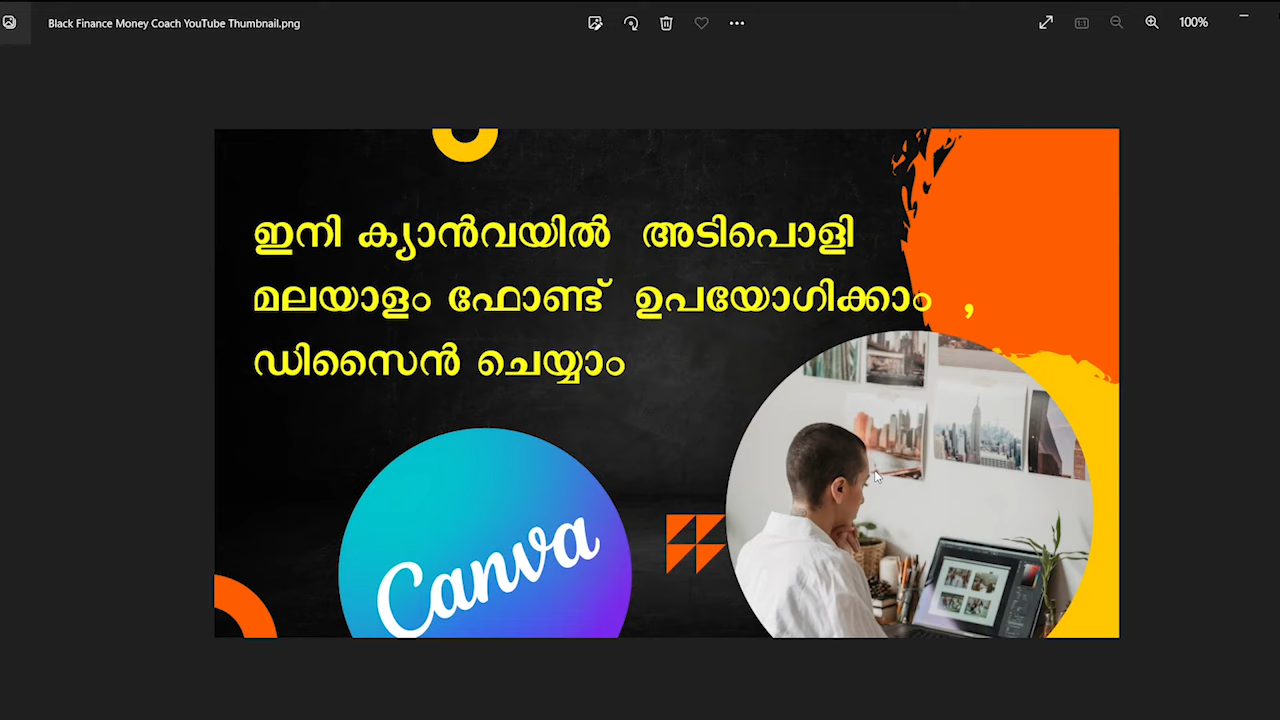 Black Finance Money Coach YouTube Thumbnail.png
100%
ഇനി ക്യാൻവയിൽ അടിപൊളി
മലയാളം ഫോണ്ട് ഉപയോഗിക്കാം ,
ഡിസൈൻ ചെയ്യാം
Canva